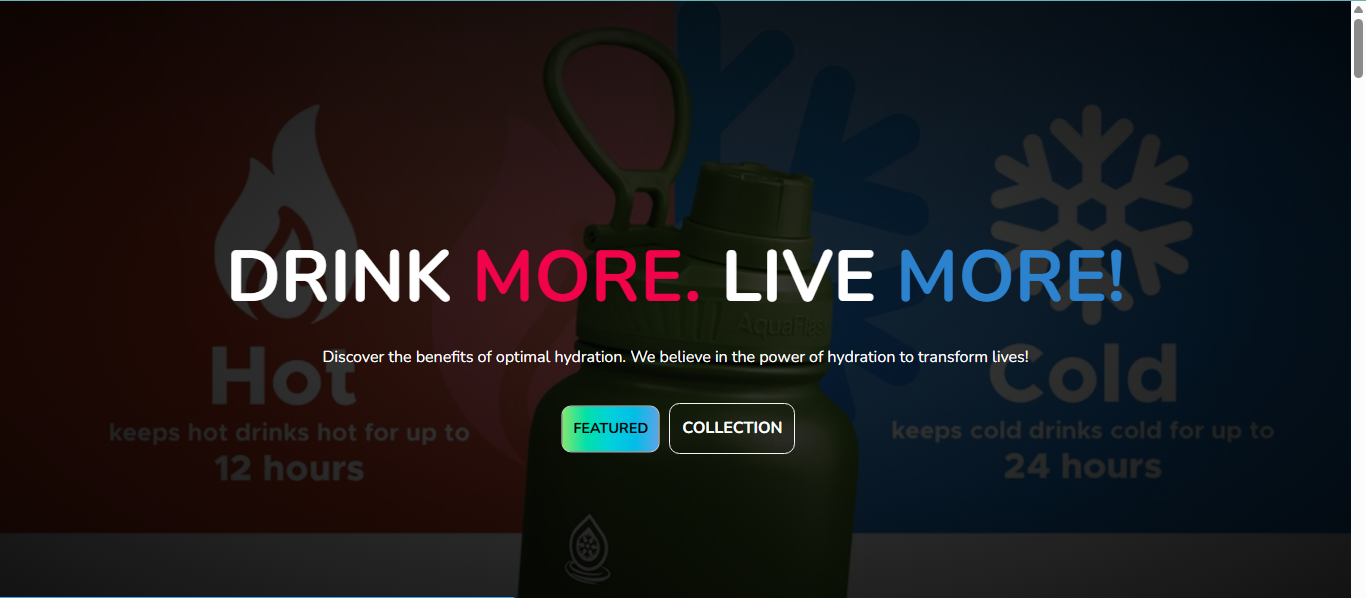 DRINK MORE. LIVE MORE!
AquaFlas
Discover the benefits of optimal hydration. We believe in the power of hydration to transform lives!
Hot
Cold
keeps hot drinks hot for up to
keeps cold drinks cold for up to
12 hours
24 hours
FEATURED
COLLECTION